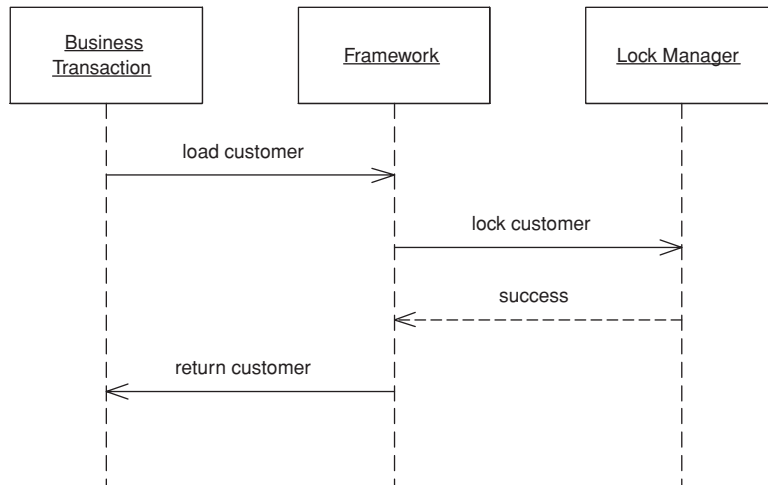 Business
Transaction
Framework
Lock Manager
load customer
lock customer
success
return customer